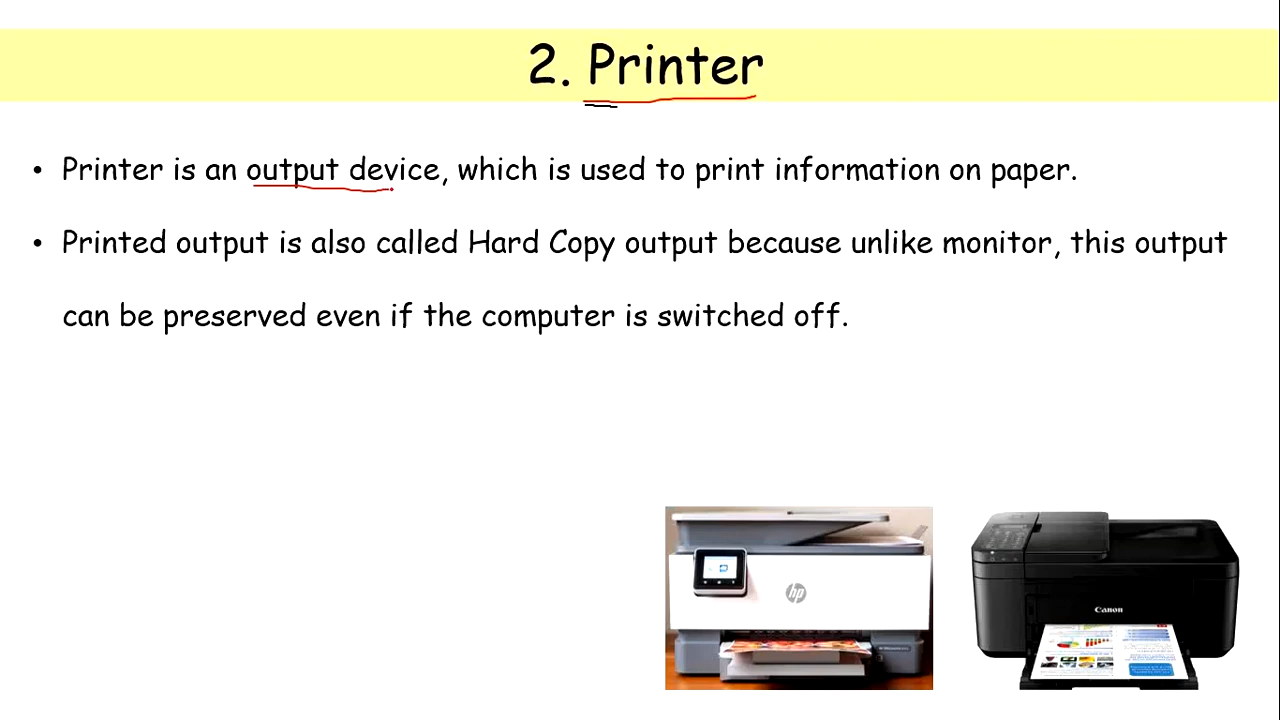 2. Printer
• Printer is an output device, which is used to print information on paper.
• Printed output is also called Hard Copy output because unlike monitor, this output
can be preserved even if the computer is switched off.
hp
Canon